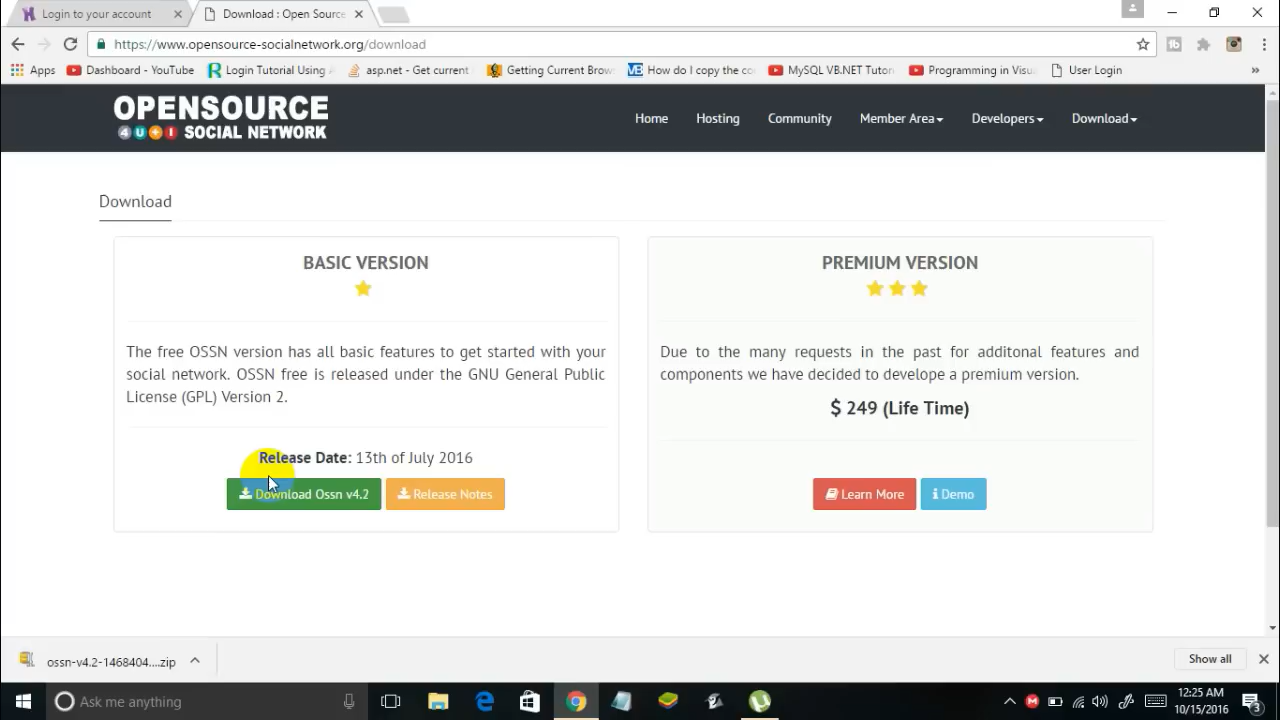 Login to your account
Download : Open Source
https://www.opensource-socialnetwork.org/download
Apps
Dashboard - YouTube
Login Tutorial Using
asp.net - Get current
Getting Current Brow
How do I copy the co
MySQL VB.NET Tutor
Programming in Visua
User Login
OPENSOURCE
4 U + I SOCIAL NETWORK
Home
Hosting
Community
Member Area
Developers
Download
Download
BASIC VERSION
The free OSSN version has all basic features to get started with your
social network. OSSN free is released under the GNU General Public
License (GPL) Version 2.
Release Date: 13th of July 2016
Download Ossn v4.2
Release Notes
PREMIUM VERSION
Due to the many requests in the past for additonal features and
components we have decided to develope a premium version.
$ 249 (Life Time)
Learn More
Demo
ossn-v4.2-1468404....zip
Show all
Ask me anything
12:25 AM
10/15/2016
3